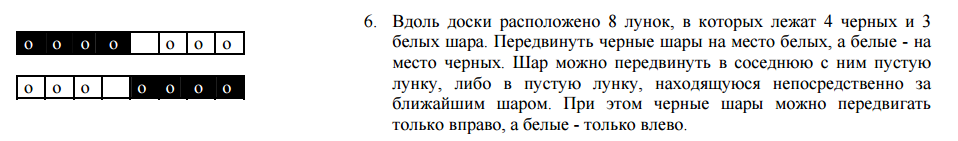 o o o o o o o
o o o o o o o
6. Вдоль доски расположено 8 лунок, в которых лежат 4 черных и 3
белых шара. Передвинуть черные шары на место белых, а белые - на
место черных. Шар можно передвинуть в соседнюю с ним пустую
лунку, либо в пустую лунку, находящуюся непосредственно за
ближайшим шаром. При этом черные шары можно передвигать
только вправо, а белые - только влево.